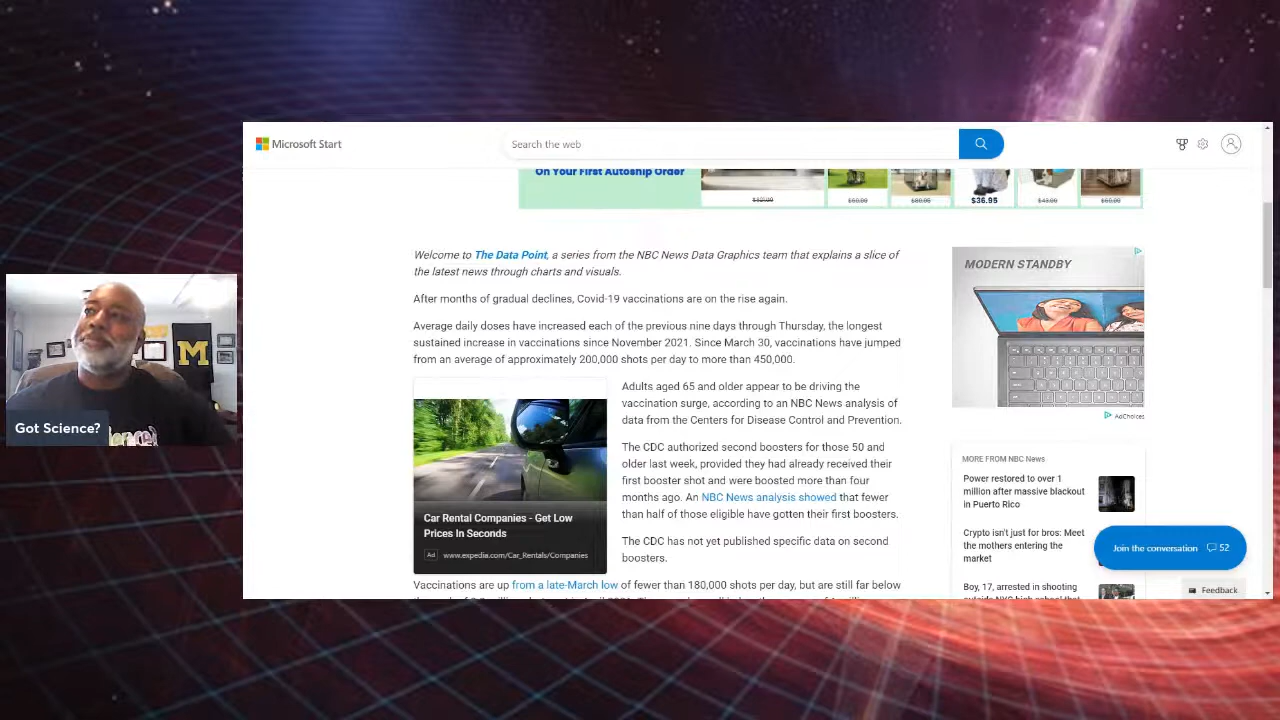 Microsoft Start
Search the web
On Your First Autoship Order
$36.95
Welcome to The Data Point, a series from the NBC News Data Graphics team that explains a slice of
the latest news through charts and visuals.
After months of gradual declines, Covid-19 vaccinations are on the rise again.
Average daily doses have increased each of the previous nine days through Thursday, the longest
sustained increase in vaccinations since November 2021. Since March 30, vaccinations have jumped
from an average of approximately 200,000 shots per day to more than 450,000.
Adults aged 65 and older appear to be driving the
vaccination surge, according to an NBC News analysis of
data from the Centers for Disease Control and Prevention.
The CDC authorized second boosters for those 50 and
older last week, provided they had already received their
first booster shot and were boosted more than four
months ago. An NBC News analysis showed that fewer
than half of those eligible have gotten their first boosters.
The CDC has not yet published specific data on second
boosters.
Car Rental Companies - Get Low
Prices In Seconds
Ad www.expedia.com/Car_Rentals/Companies
Vaccinations are up from a late-March low of fewer than 180,000 shots per day, but are still far below
MODERN STANDBY
AdChoices
MORE FROM NBC News
Power restored to over 1
million after massive blackout
in Puerto Rico
Crypto isn't just for bros: Meet
the mothers entering the
market
Boy, 17, arrested in shooting
outside NYC high school that
Join the conversation 52
Feedback
Got Science?
M